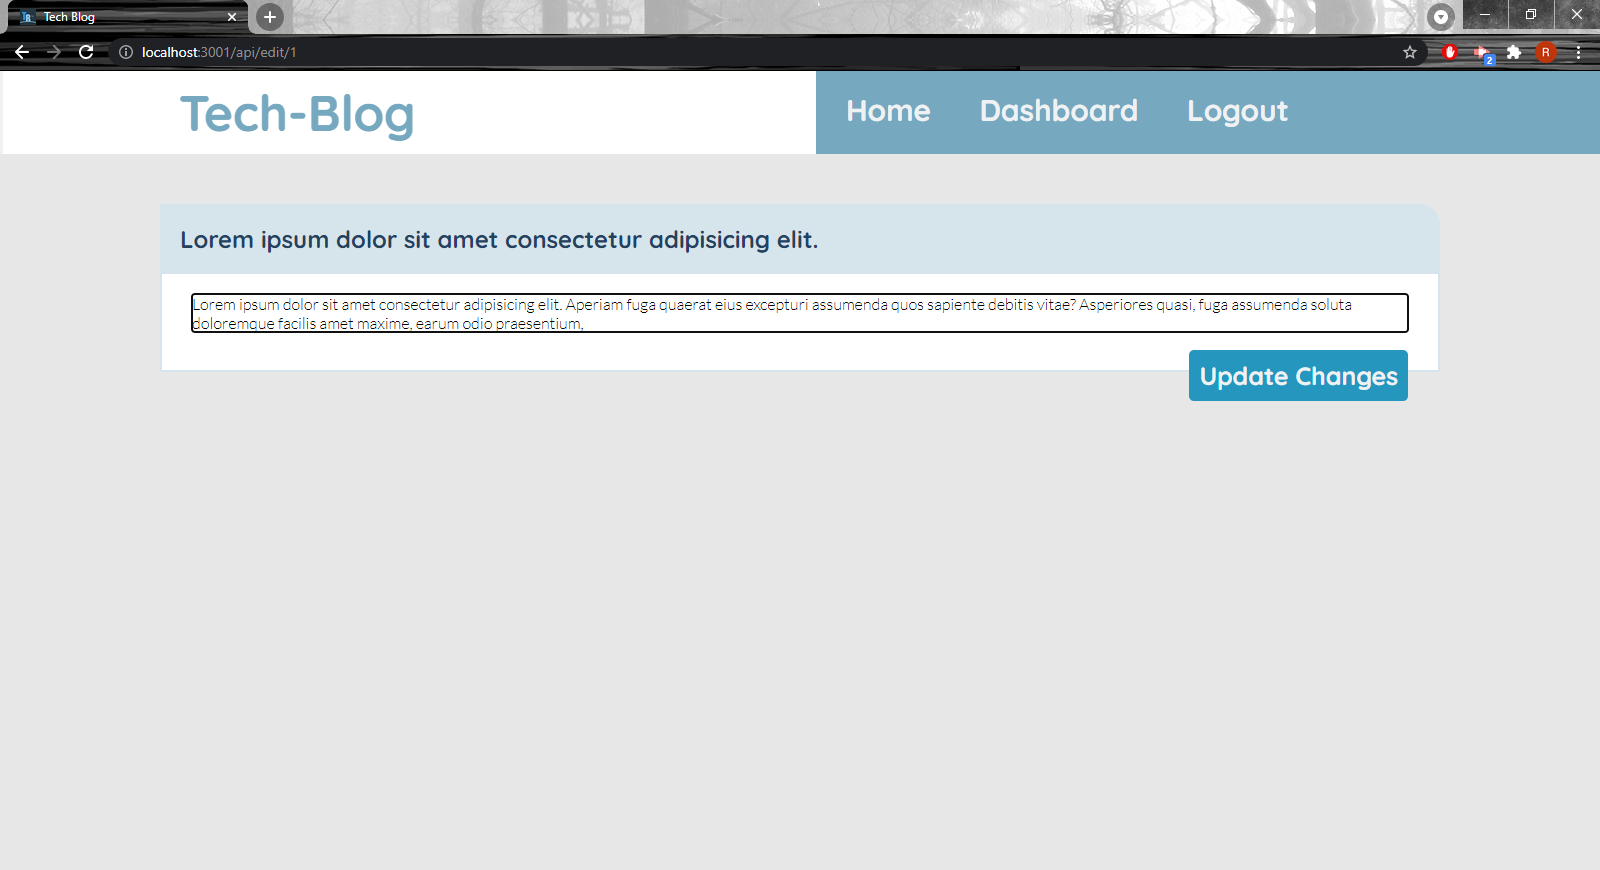 Tech Blog
localhost:3001/api/edit/1
2
R
Tech-Blog
Home Dashboard Logout
Lorem ipsum dolor sit amet consectetur adipisicing elit.
Lorem ipsum dolor sit amet consectetur adipisicing elit. Aperiam fuga quaerat eius excepturi assumenda quos sapiente debitis vitae? Asperiores quasi, fuga assumenda soluta
doloremque facilis amet maxime, earum odio praesentium,
Update Changes